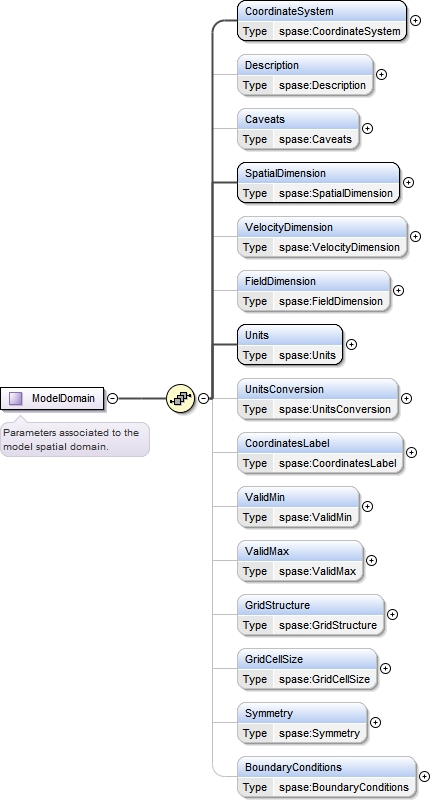 CoordinateSystem
Type spase:CoordinateSystem
Description
Type spase:Description
Caveats
Type spase:Caveats
SpatialDimension
Type spase:SpatialDimension
VelocityDimension
Type spase:VelocityDimension
FieldDimension
Type spase:FieldDimension
Units
Type spase:Units
ModelDomain
Parameters associated to the
model spatial domain.
UnitsConversion
Type spase:UnitsConversion
CoordinatesLabel
Type spase:CoordinatesLabel
ValidMin
Type spase:ValidMin
ValidMax
Type spase:ValidMax
GridStructure
Type spase:GridStructure
GridCellSize
Type spase:GridCellSize
Symmetry
Type spase:Symmetry
BoundaryConditions
Type spase:BoundaryConditions